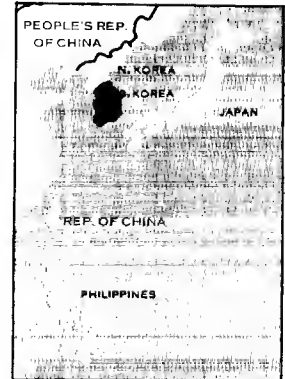 PEOPLE'S REP.
OF CHINA
N. KOREA
S. KOREA
JAPAN
REP. OF CHINA
PHILIPPINES